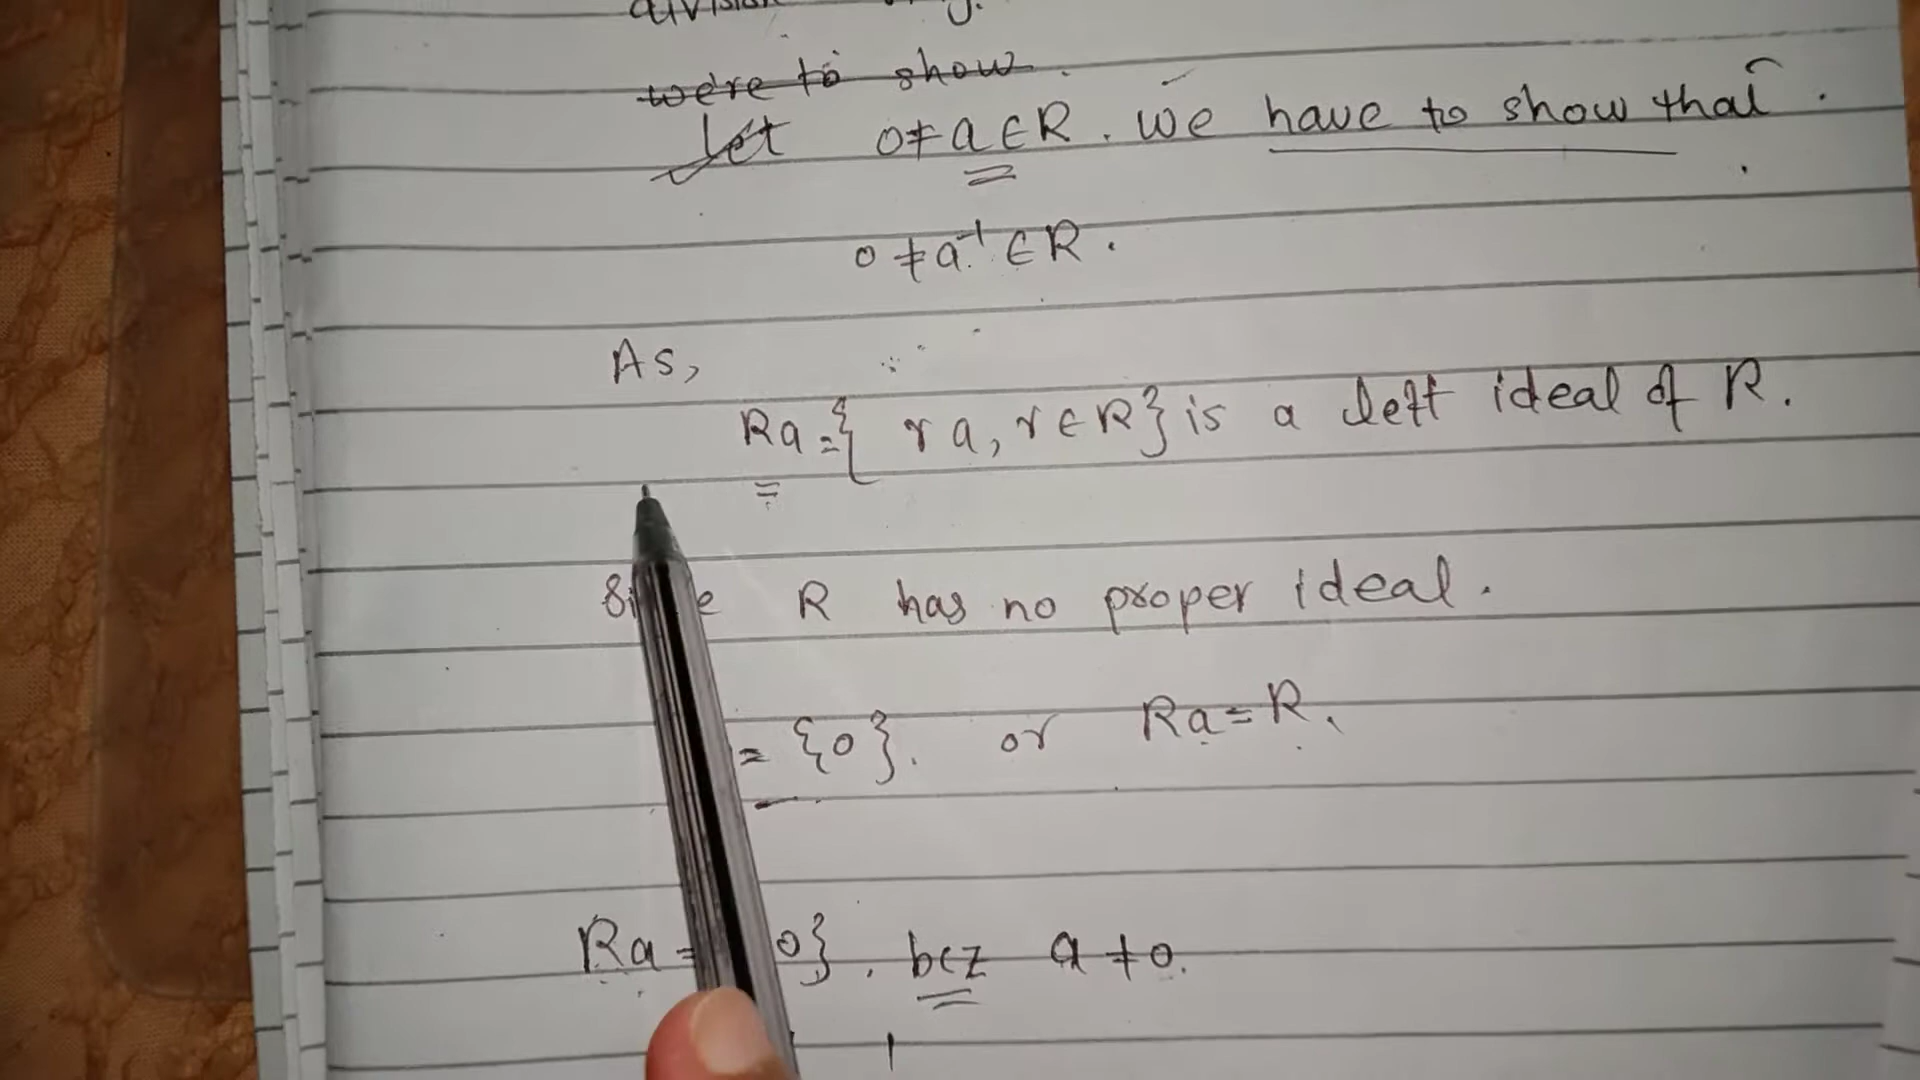 division
were to show
Let 0≠a∈R. we have to show that
0≠a⁻¹∈R.
As,
Ra={ ra, r∈R} is a left ideal of R.
R has no proper ideal.
= {0}. or Ra=R.
Ra 0}. bcz a≠0.